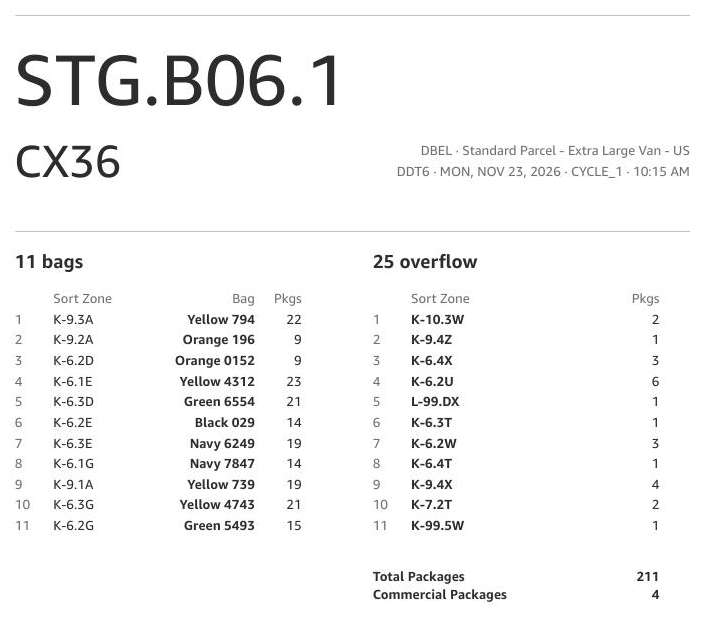 STG.B06.1
CX36
DBEL · Standard Parcel - Extra Large Van - US
DDT6 · MON, NOV 23, 2026 · CYCLE_1 · 10:15 AM
11 bags
Sort Zone Bag Pkgs
1 K-9.3A Yellow 794 22
2 K-9.2A Orange 196 9
3 K-6.2D Orange 0152 9
4 K-6.1E Yellow 4312 23
5 K-6.3D Green 6554 21
6 K-6.2E Black 029 14
7 K-6.3E Navy 6249 19
8 K-6.1G Navy 7847 14
9 K-9.1A Yellow 739 19
10 K-6.3G Yellow 4743 21
11 K-6.2G Green 5493 15
25 overflow
Sort Zone Pkgs
1 K-10.3W 2
2 K-9.4Z 1
3 K-6.4X 3
4 K-6.2U 6
5 L-99.DX 1
6 K-6.3T 1
7 K-6.2W 3
8 K-6.4T 1
9 K-9.4X 4
10 K-7.2T 2
11 K-99.5W 1
Total Packages 211
Commercial Packages 4